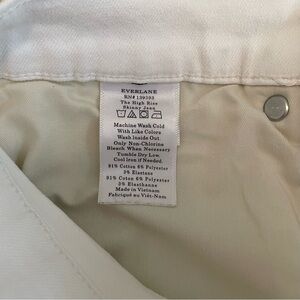 EVERLANE
RN# 139393
The High Rise
Skinny Jean
Machine Wash Cold
With Like Colors
Wash Inside Out.
Only Non-Chlorine
Bleach When Necessary
Tumble Dry Low.
Cool Iron if Needed.
91% Cotton 6% Polyester
3% Elastane
91% Coton 6% Polyester
3% Elasthanne
Made in Vietnam
Fabriqué au Viêt-Nam